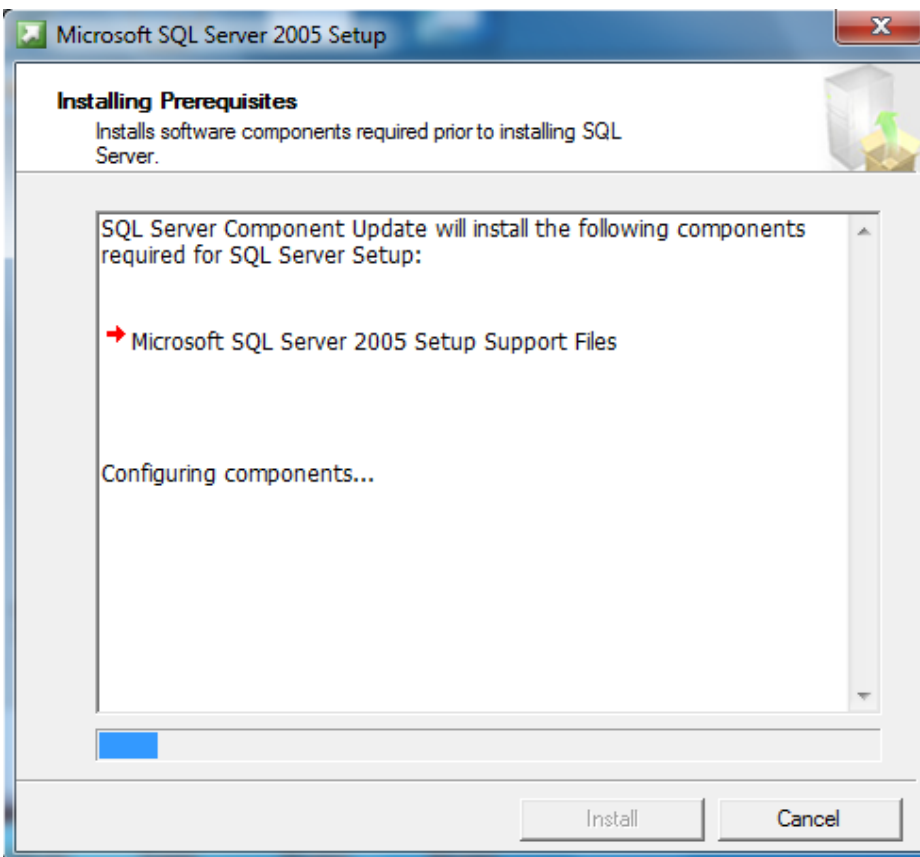 Microsoft SQL Server 2005 Setup
Installing Prerequisites
Installs software components required prior to installing SQL
Server.
SQL Server Component Update will install the following components
required for SQL Server Setup:
Microsoft SQL Server 2005 Setup Support Files
Configuring components...
Install
Cancel